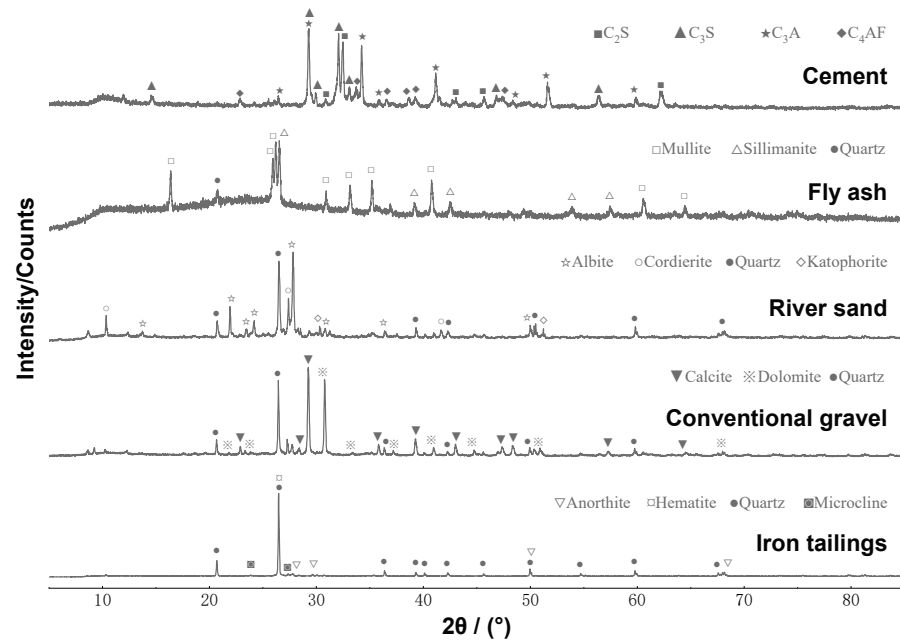 ■C₂S ▲C₃S ★C₃A ◆C₄AF
Cement
□Mullite △Sillimanite ●Quartz
Fly ash
☆Albite ○Cordierite ●Quartz ◇Katophorite
River sand
▼Calcite ※Dolomite ●Quartz
Conventional gravel
▽Anorthite □Hematite ●Quartz ▣Microcline
Iron tailings
Intensity/Counts
10 20 30 40 50 60 70 80
2θ / (°)